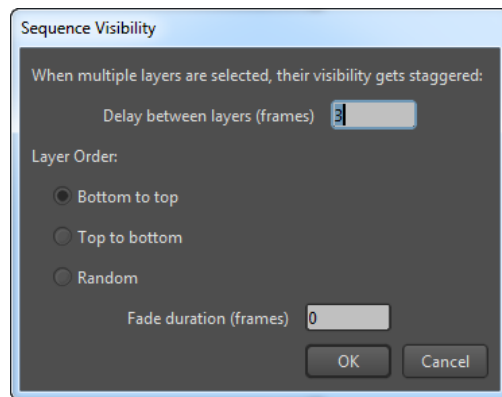 Sequence Visibility
When multiple layers are selected, their visibility gets staggered:
Delay between layers (frames) 3
Layer Order:
Bottom to top
Top to bottom
Random
Fade duration (frames) 0
OK Cancel